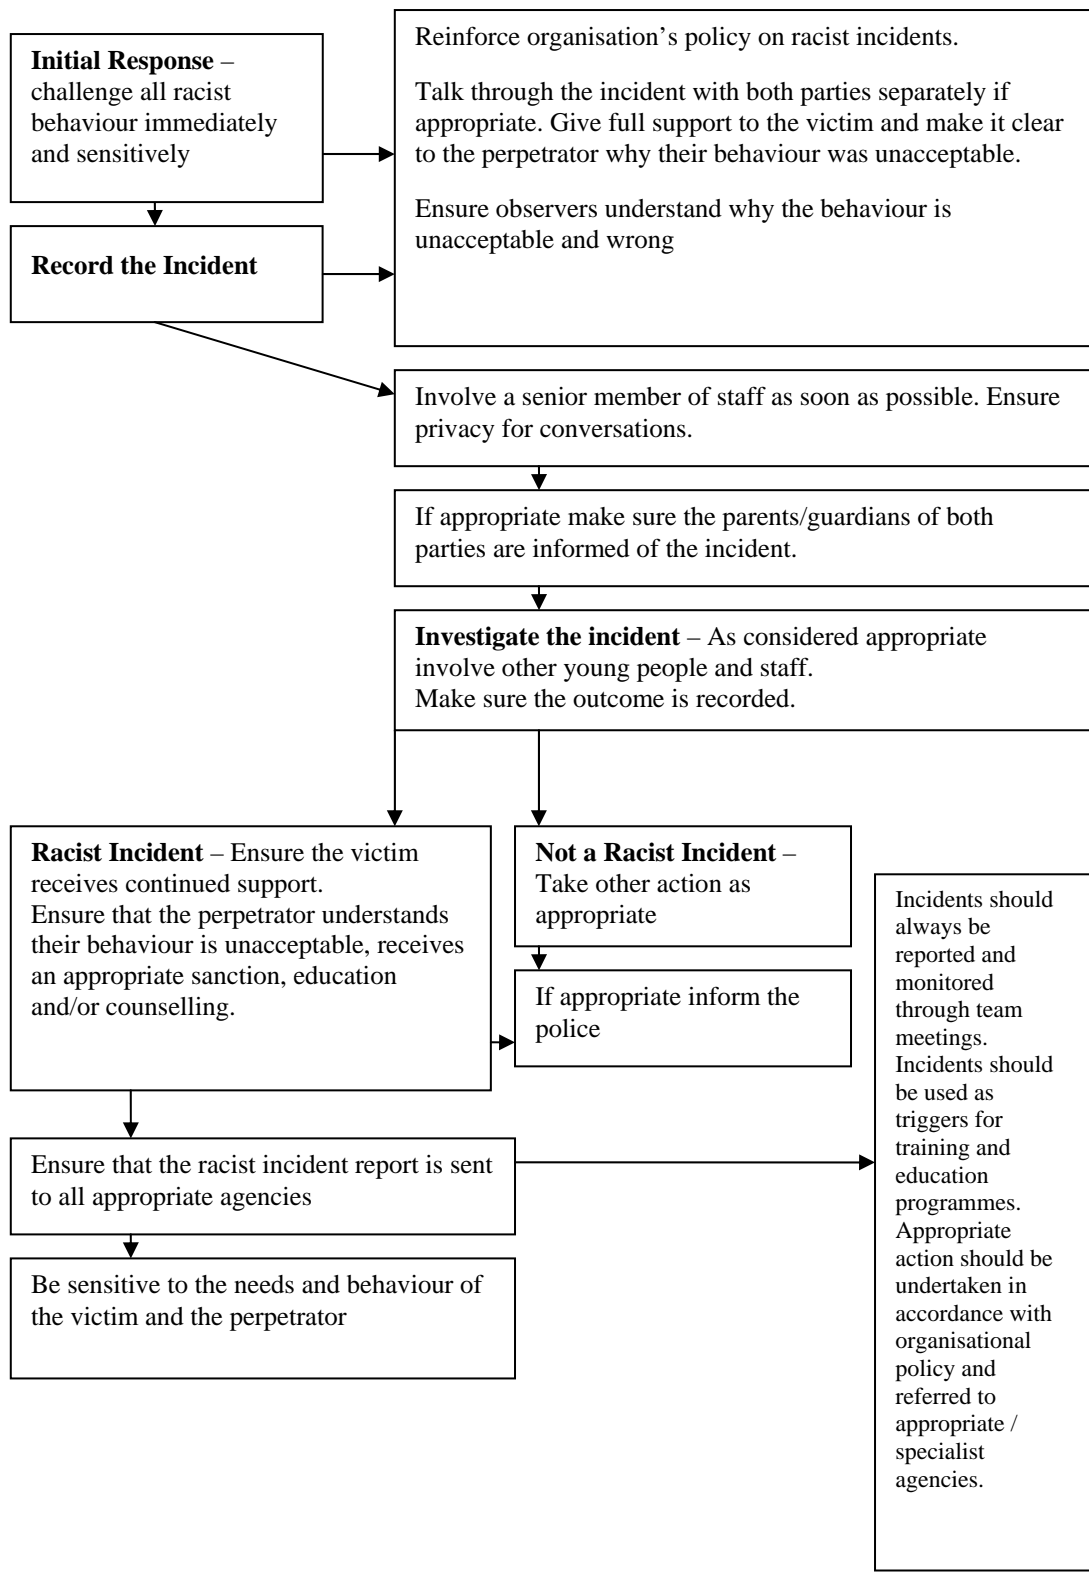 Initial Response –
challenge all racist
behaviour immediately
and sensitively
Reinforce organisation’s policy on racist incidents.
Talk through the incident with both parties separately if
appropriate. Give full support to the victim and make it clear
to the perpetrator why their behaviour was unacceptable.
Ensure observers understand why the behaviour is
unacceptable and wrong
Record the Incident
Involve a senior member of staff as soon as possible. Ensure
privacy for conversations.
If appropriate make sure the parents/guardians of both
parties are informed of the incident.
Investigate the incident – As considered appropriate
involve other young people and staff.
Make sure the outcome is recorded.
Racist Incident – Ensure the victim
receives continued support.
Ensure that the perpetrator understands
their behaviour is unacceptable, receives
an appropriate sanction, education
and/or counselling.
Not a Racist Incident –
Take other action as
appropriate
If appropriate inform the
police
Ensure that the racist incident report is sent
to all appropriate agencies
Be sensitive to the needs and behaviour of
the victim and the perpetrator
Incidents should
always be
reported and
monitored
through team
meetings.
Incidents should
be used as
triggers for
training and
education
programmes.
Appropriate
action should be
undertaken in
accordance with
organisational
policy and
referred to
appropriate /
specialist
agencies.